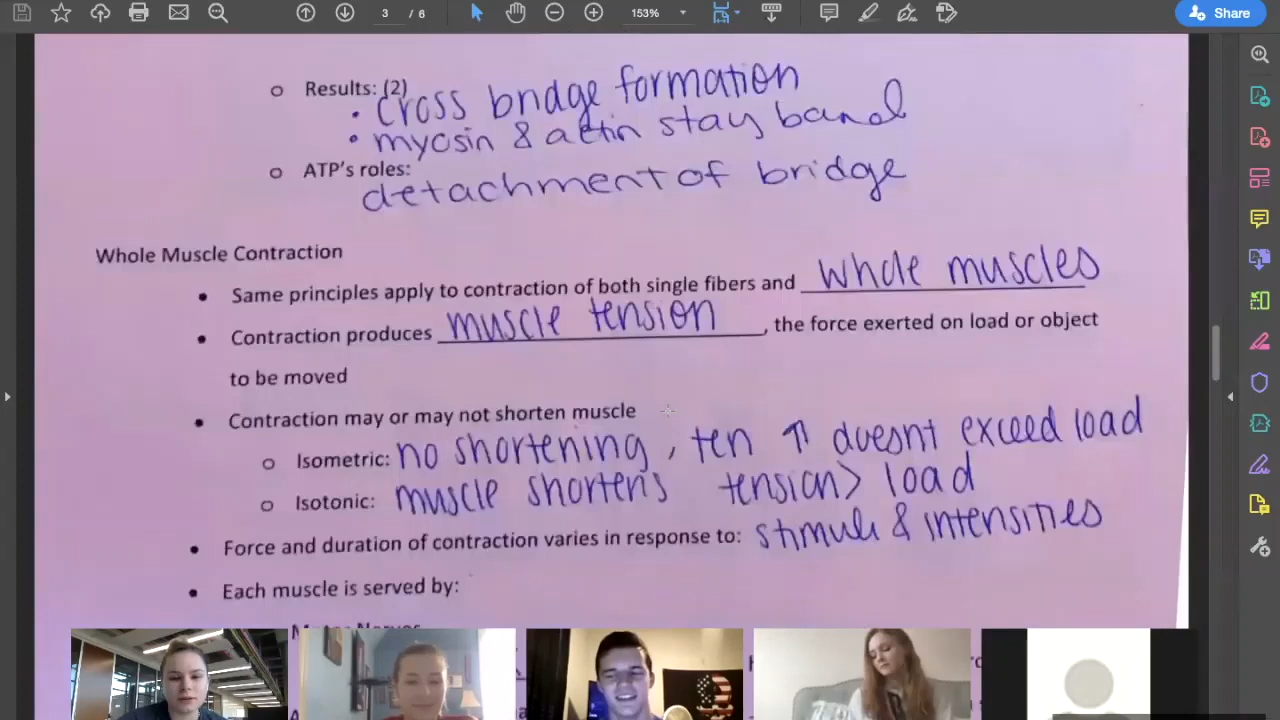 3 / 6
153%
Share
Results: (2)
• cross bridge formation
• myosin & actin stay
ATP's roles:
detachment of bridge
Whole Muscle Contraction
• Same principles apply to contraction of both single fibers and whole muscles
• Contraction produces muscle tension, the force exerted on load or object
to be moved
• Contraction may or may not shorten muscle
Isometric: no shortening, ten ↑ doesnt exceed load
Isotonic: muscle shortens tension> load
• Force and duration of contraction varies in response to: stimuli & intensities
• Each muscle is served by: